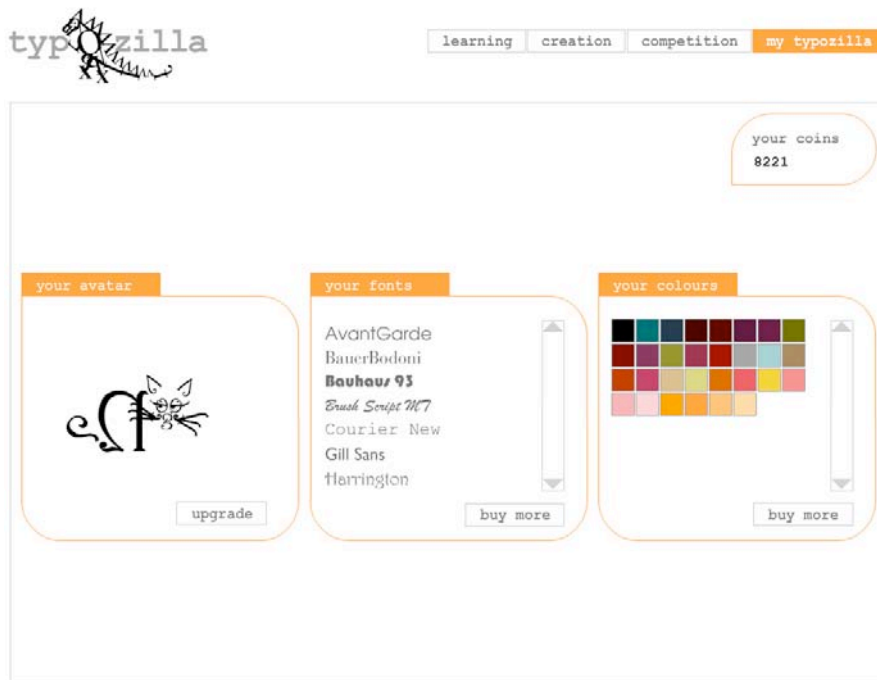 typozilla
learning creation competition my typozilla
your coins
8221
your avatar
upgrade
your fonts
AvantGarde
BauerBodoni
Bauhaus 93
Brush Script MT
Courier New
Gill Sans
Harrington
buy more
your colours
buy more